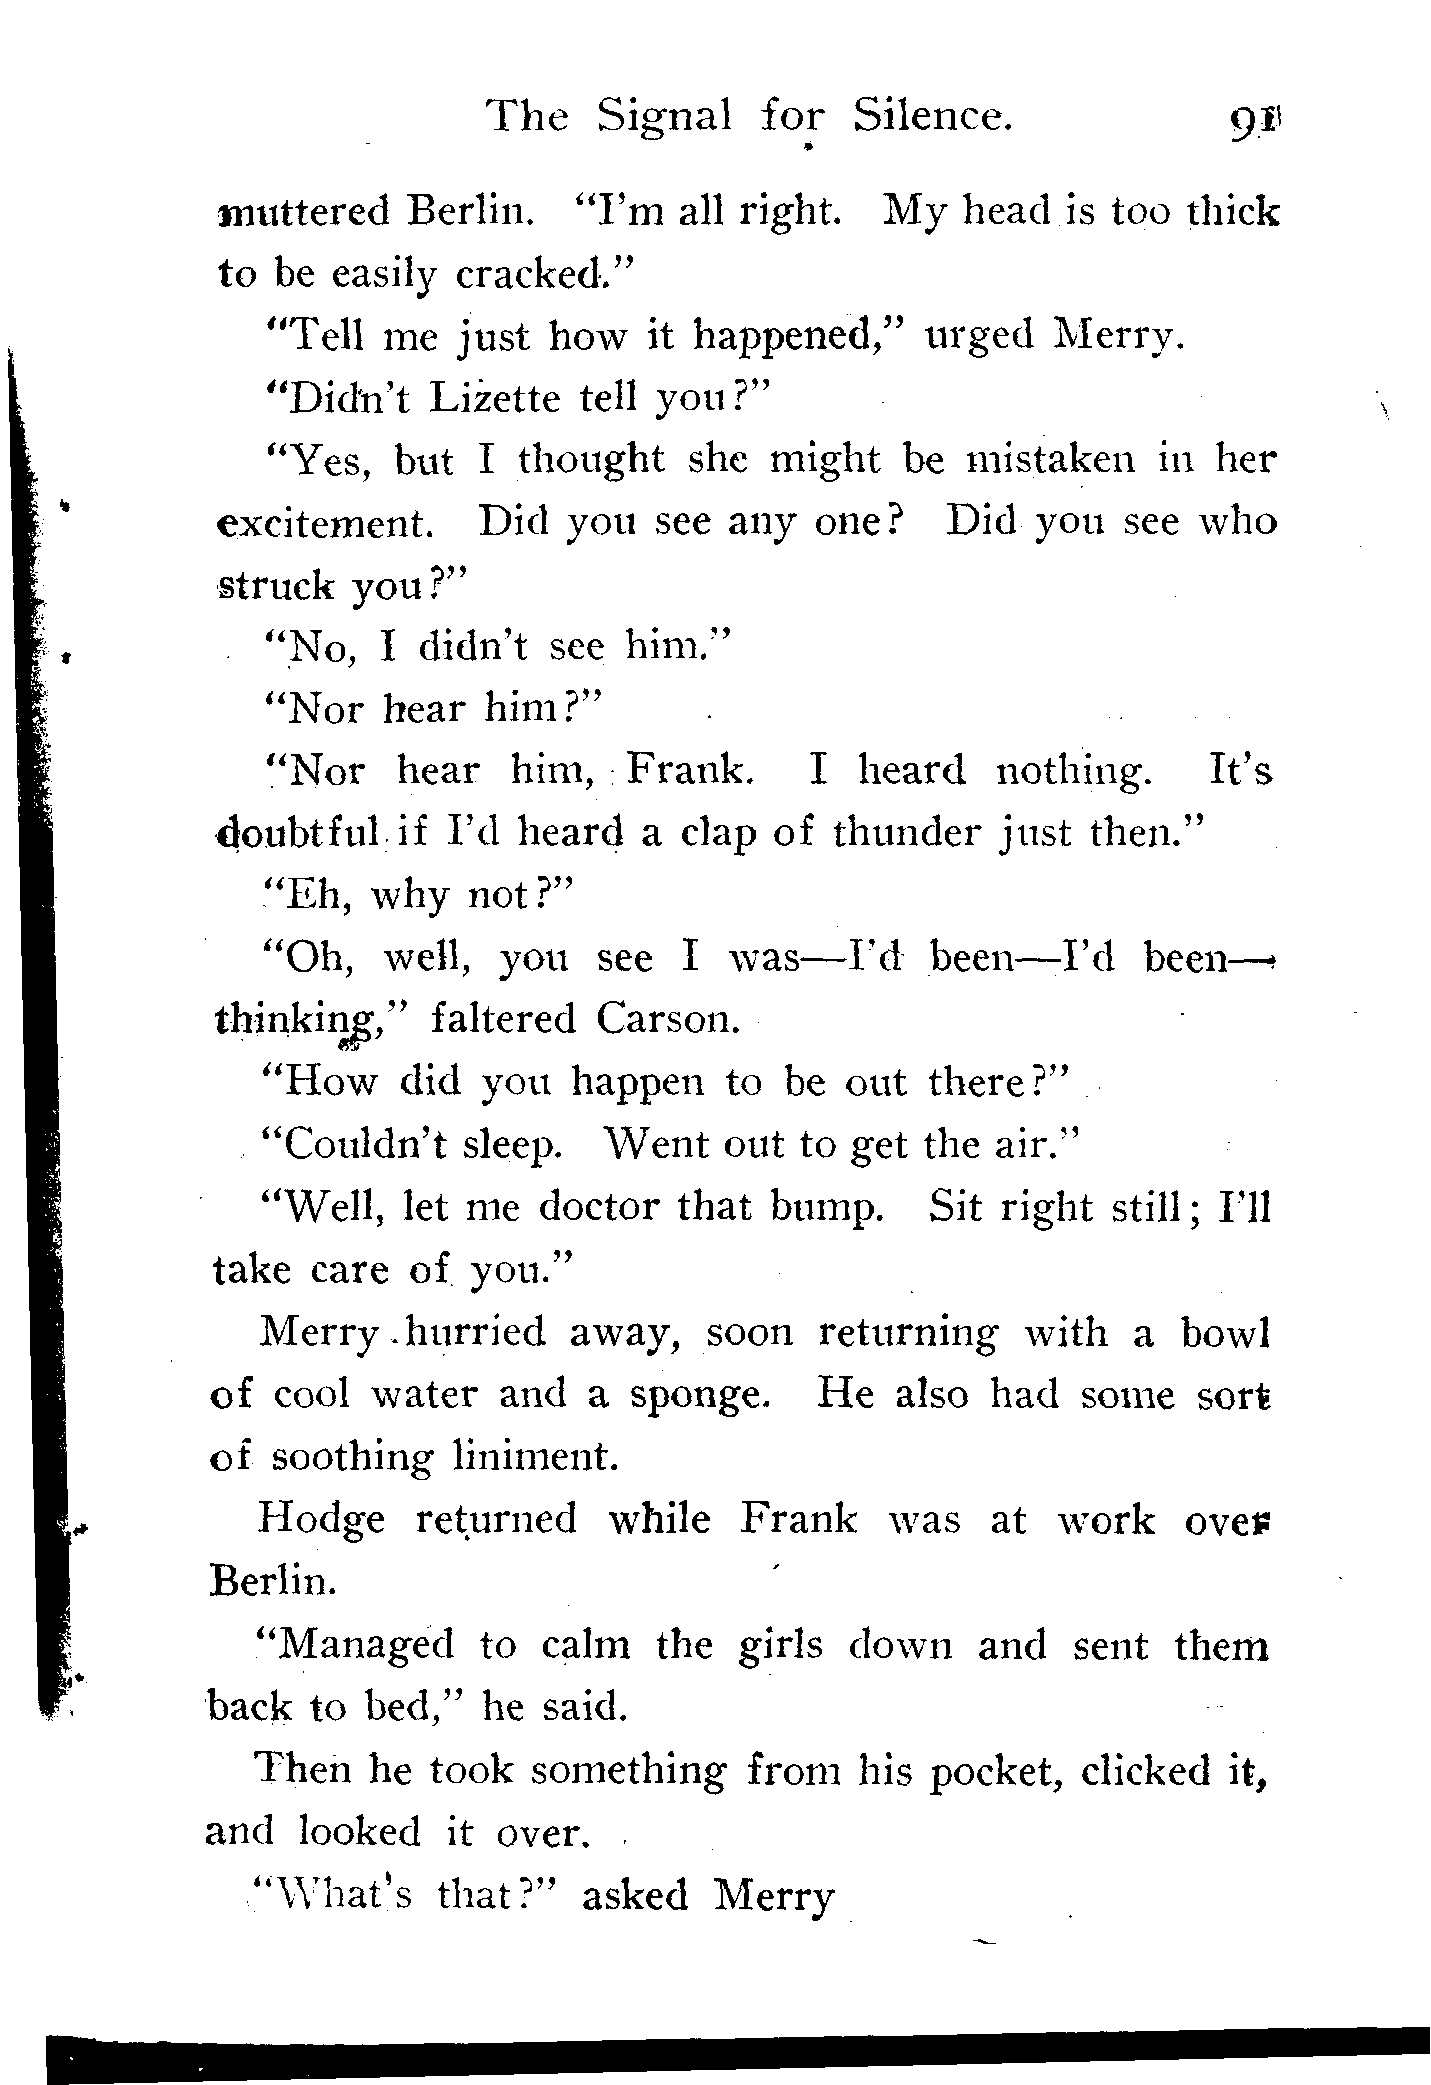 The Signal for Silence. 91
muttered Berlin. "I'm all right. My head is too thick
to be easily cracked."
"Tell me just how it happened," urged Merry.
"Didn't Lizette tell you?"
"Yes, but I thought she might be mistaken in her
excitement. Did you see any one? Did you see who
struck you?"
"No, I didn't see him."
"Nor hear him?"
"Nor hear him, Frank. I heard nothing. It's
doubtful if I'd heard a clap of thunder just then."
"Eh, why not?"
"Oh, well, you see I was—I'd been—I'd been—
thinking," faltered Carson.
"How did you happen to be out there?"
"Couldn't sleep. Went out to get the air."
"Well, let me doctor that bump. Sit right still; I'll
take care of you."
Merry hurried away, soon returning with a bowl
of cool water and a sponge. He also had some sort
of soothing liniment.
Hodge returned while Frank was at work over
Berlin.
"Managed to calm the girls down and sent them
back to bed," he said.
Then he took something from his pocket, clicked it,
and looked it over.
"What's that?" asked Merry